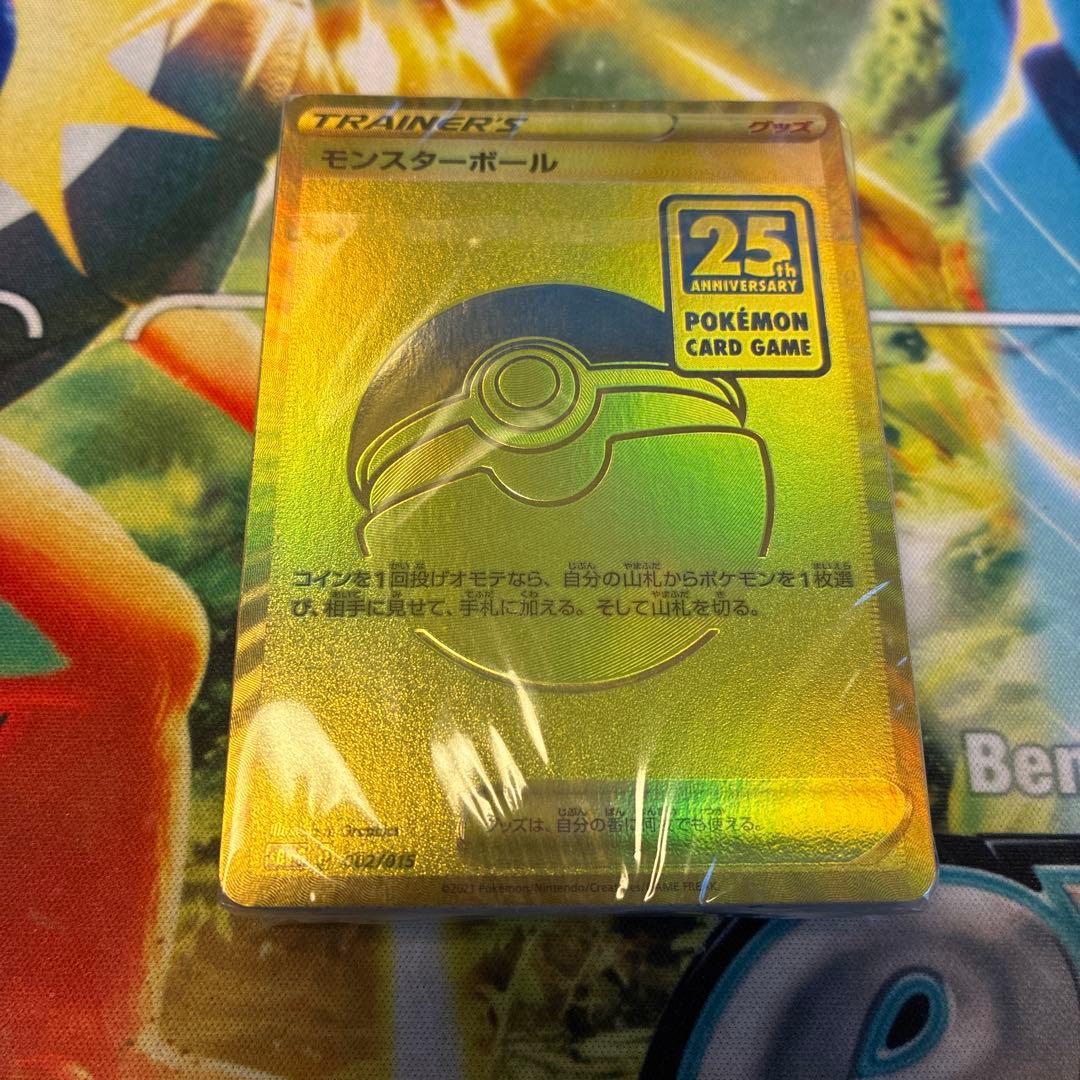 TRAINER'S
グッズ
モンスターボール
25th
ANNIVERSARY
POKÉMON
CARD GAME
コインを1回投げオモテなら、自分の山札からポケモンを1枚選
び、相手に見せて、手札に加える。そして山札を切る。
グッズは、自分の番に何枚でも使える。
002/015
©2021 Pokémon/Nintendo/Creatures/GAME FREAK.
Ben